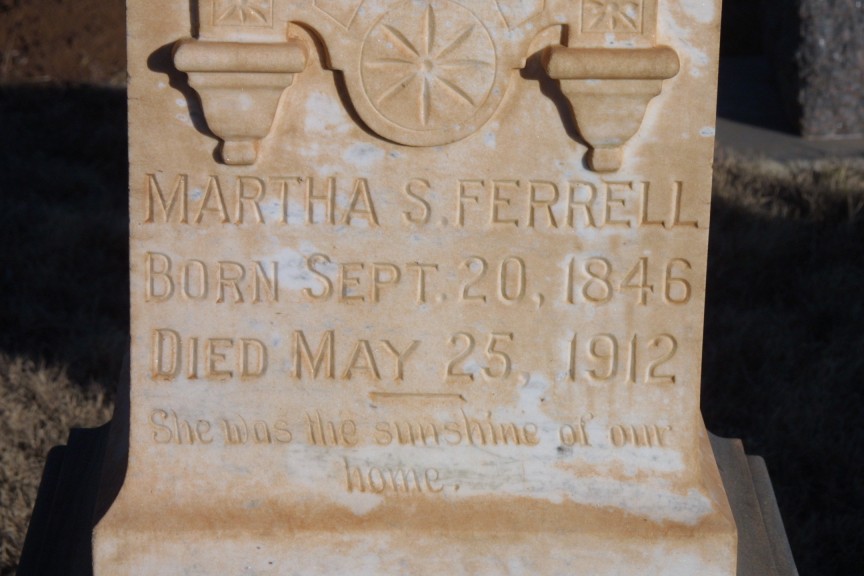 MARTHA S. FERRELL
BORN SEPT. 20, 1846
DIED MAY 25, 1912
She was the sunshine of our
home.